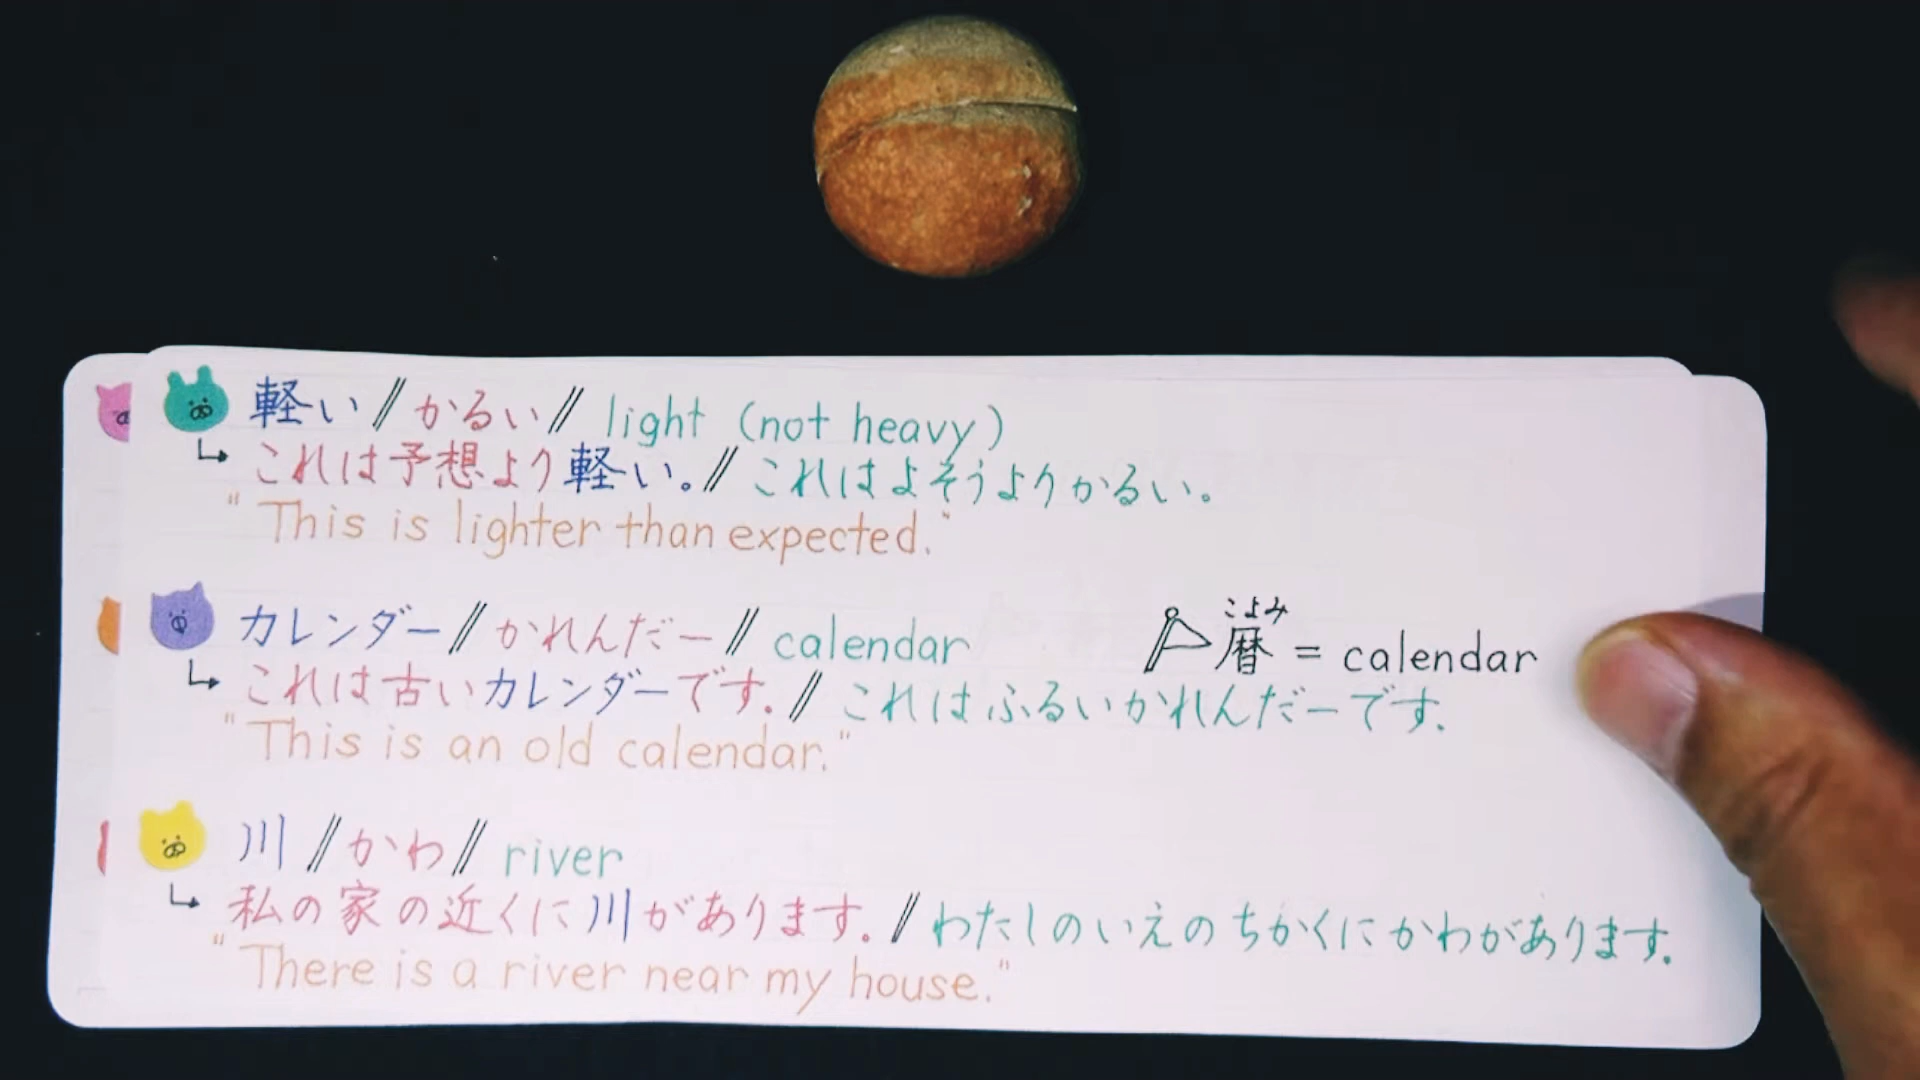 軽い // かるい // light (not heavy)
↳ これは予想より軽い。// これはよそうよりかるい。
"This is lighter than expected."
カレンダー // かれんだー // calendar
こよみ
暦 = calendar
↳ これは古いカレンダーです。// これはふるいかれんだーです。
"This is an old calendar."
川 // かわ // river
↳ 私の家の近くに川があります。// わたしのいえのちかくにかわがあります。
"There is a river near my house."